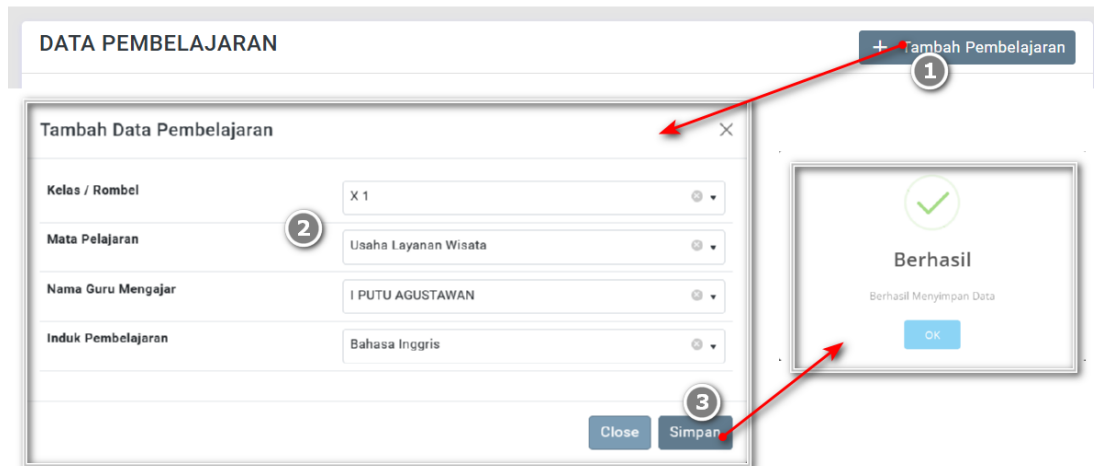 DATA PEMBELAJARAN
+ Tambah Pembelajaran
1
Tambah Data Pembelajaran
×
Kelas / Rombel
X 1
2
Mata Pelajaran
Usaha Layanan Wisata
Nama Guru Mengajar
I PUTU AGUSTAWAN
Induk Pembelajaran
Bahasa Inggris
3
Close
Simpan
Berhasil
Berhasil Menyimpan Data
OK